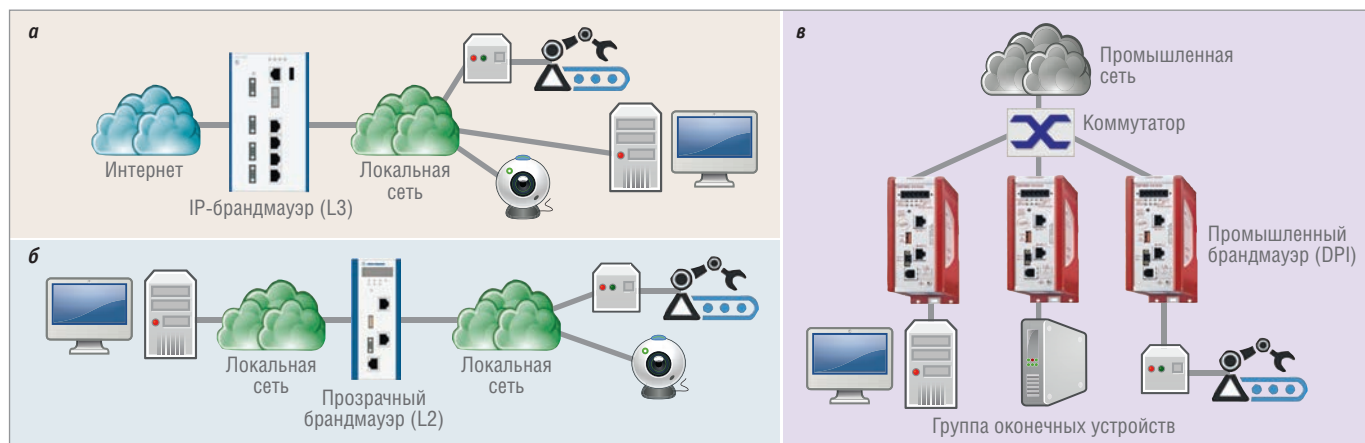 а
Интернет
IP-брандмауэр (L3)
Локальная
сеть
б
Локальная
сеть
Прозрачный
брандмауэр (L2)
Локальная
сеть
в
Промышленная
сеть
Коммутатор
Промышленный
брандмауэр (DPI)
Группа оконечных устройств